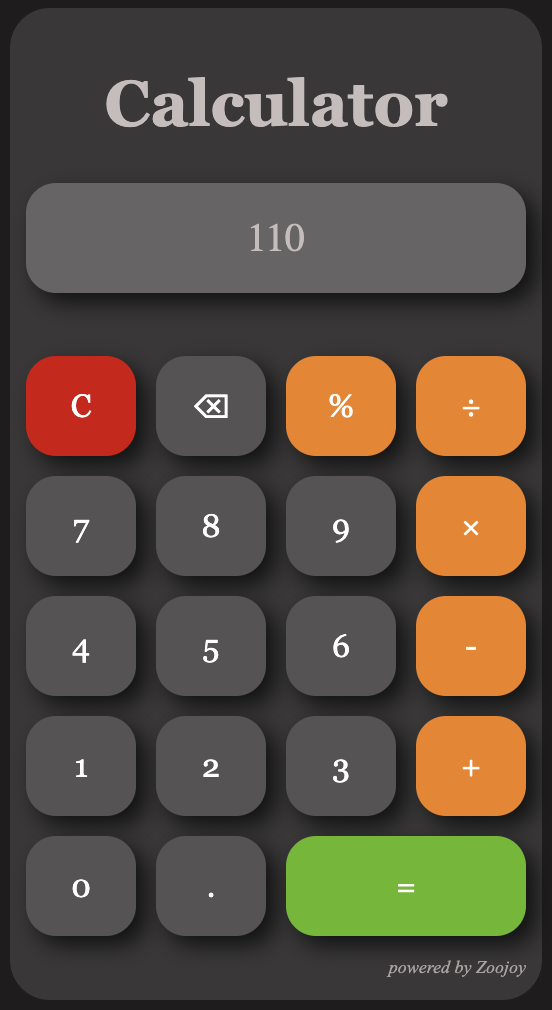 Calculator
110
C ⌫ % ÷
7 8 9 ×
4 5 6 -
1 2 3 +
0 . =
powered by Zoojoy